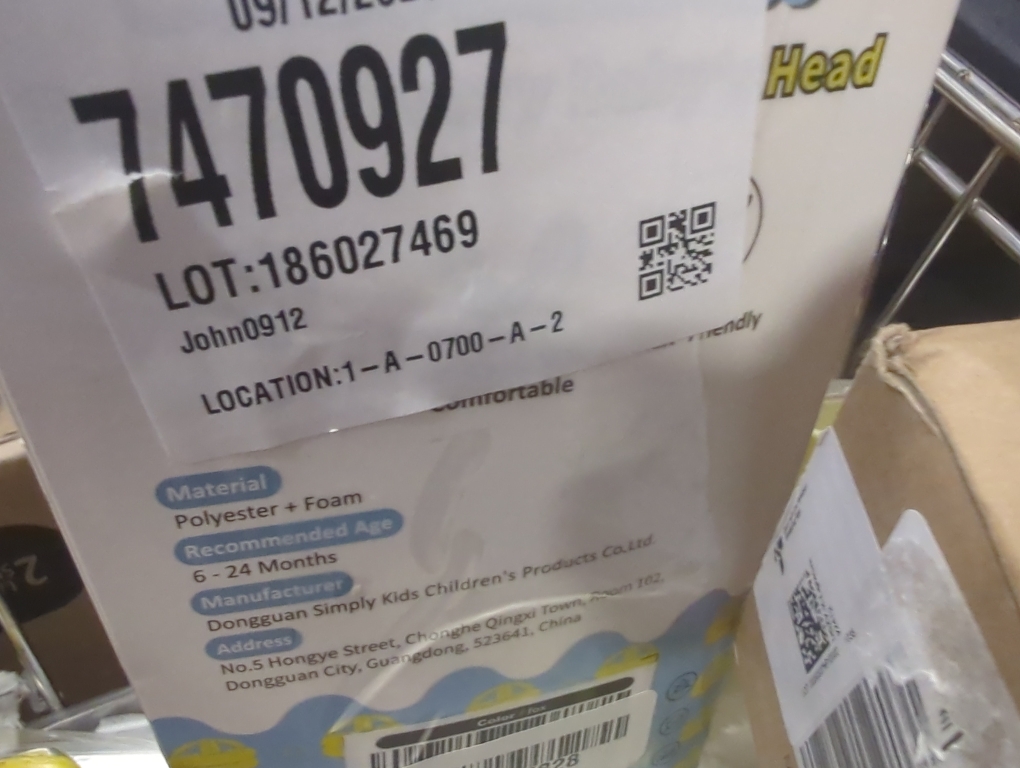 7470927
Head
LOT:186027469
John0912
LOCATION:1-A-0700-A-2
Material
Polyester + Foam
Recommended Age
6 - 24 Months
Manufacturer
Dongguan Simply Kids Children's Products Co.Ltd.
Address
No.5 Hongye Street, Chonghe Qingxi Town, Room 162,
Dongguan City, Guangdong, 523641, China
Color: fox